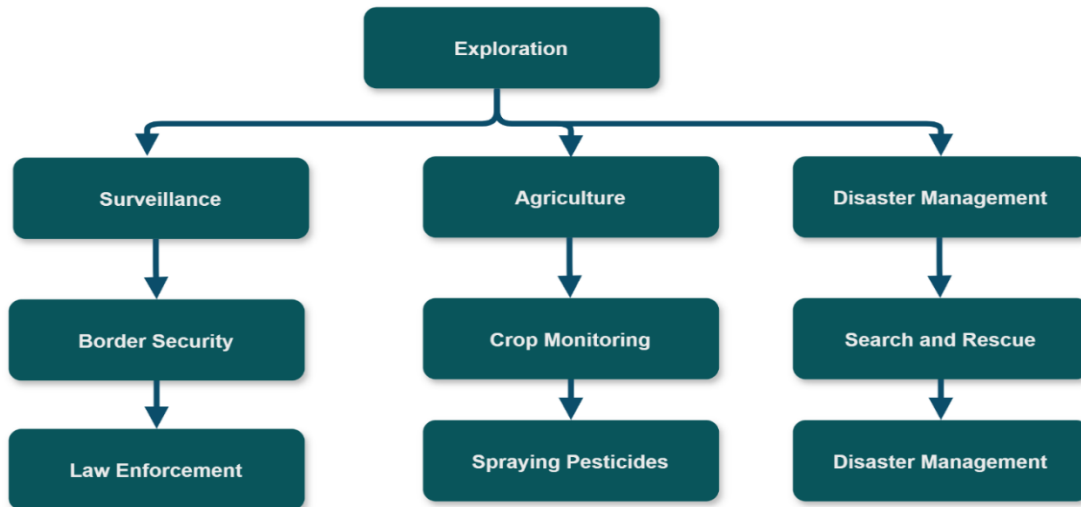 Exploration
Surveillance
Agriculture
Disaster Management
Border Security
Crop Monitoring
Search and Rescue
Law Enforcement
Spraying Pesticides
Disaster Management